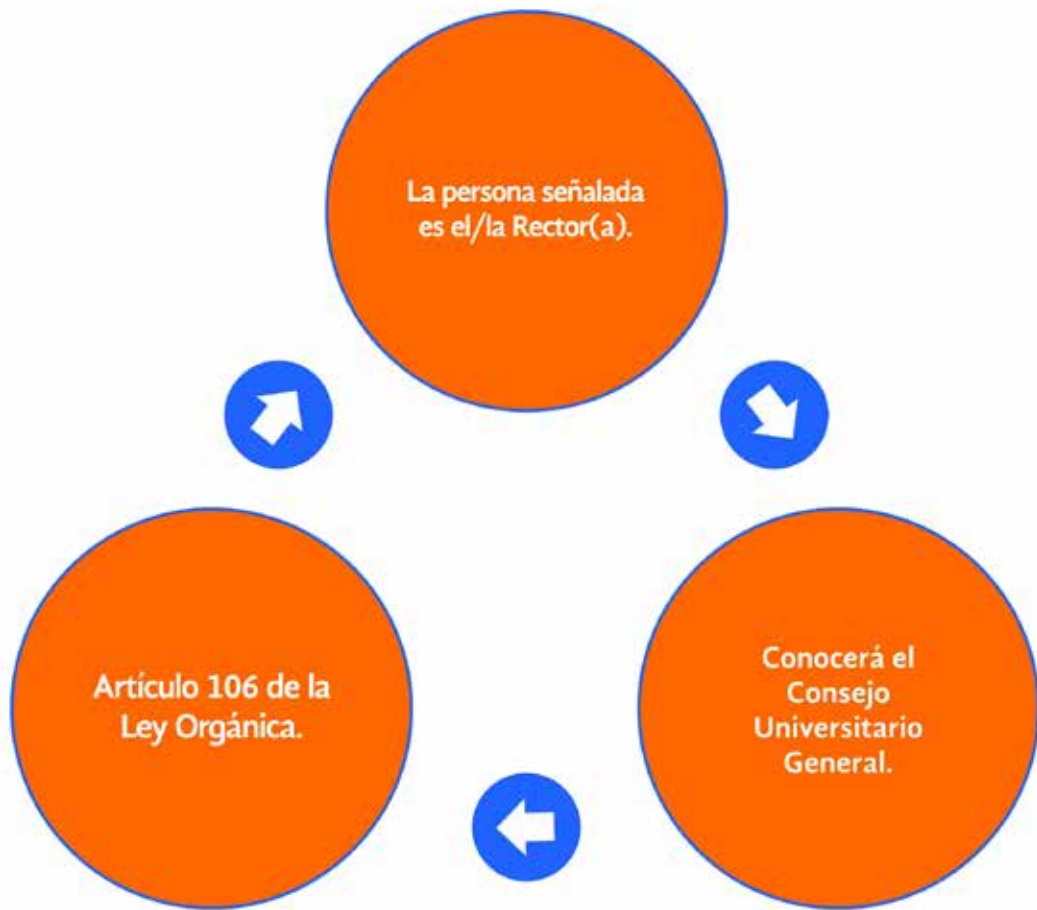 La persona señalada
es el/la Rector(a).
Conocerá el
Consejo
Universitario
General.
Artículo 106 de la
Ley Orgánica.